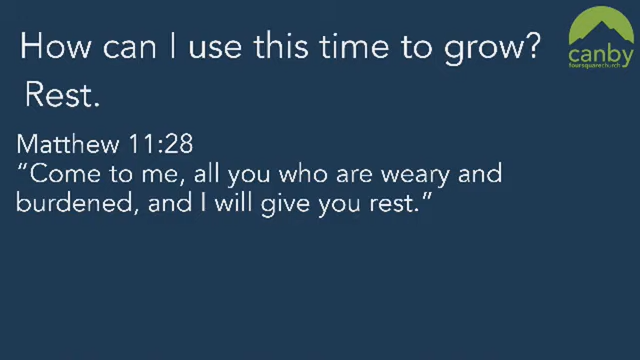 How can I use this time to grow?
Rest.
Matthew 11:28
“Come to me, all you who are weary and
burdened, and I will give you rest.”
canby
foursquarechurch